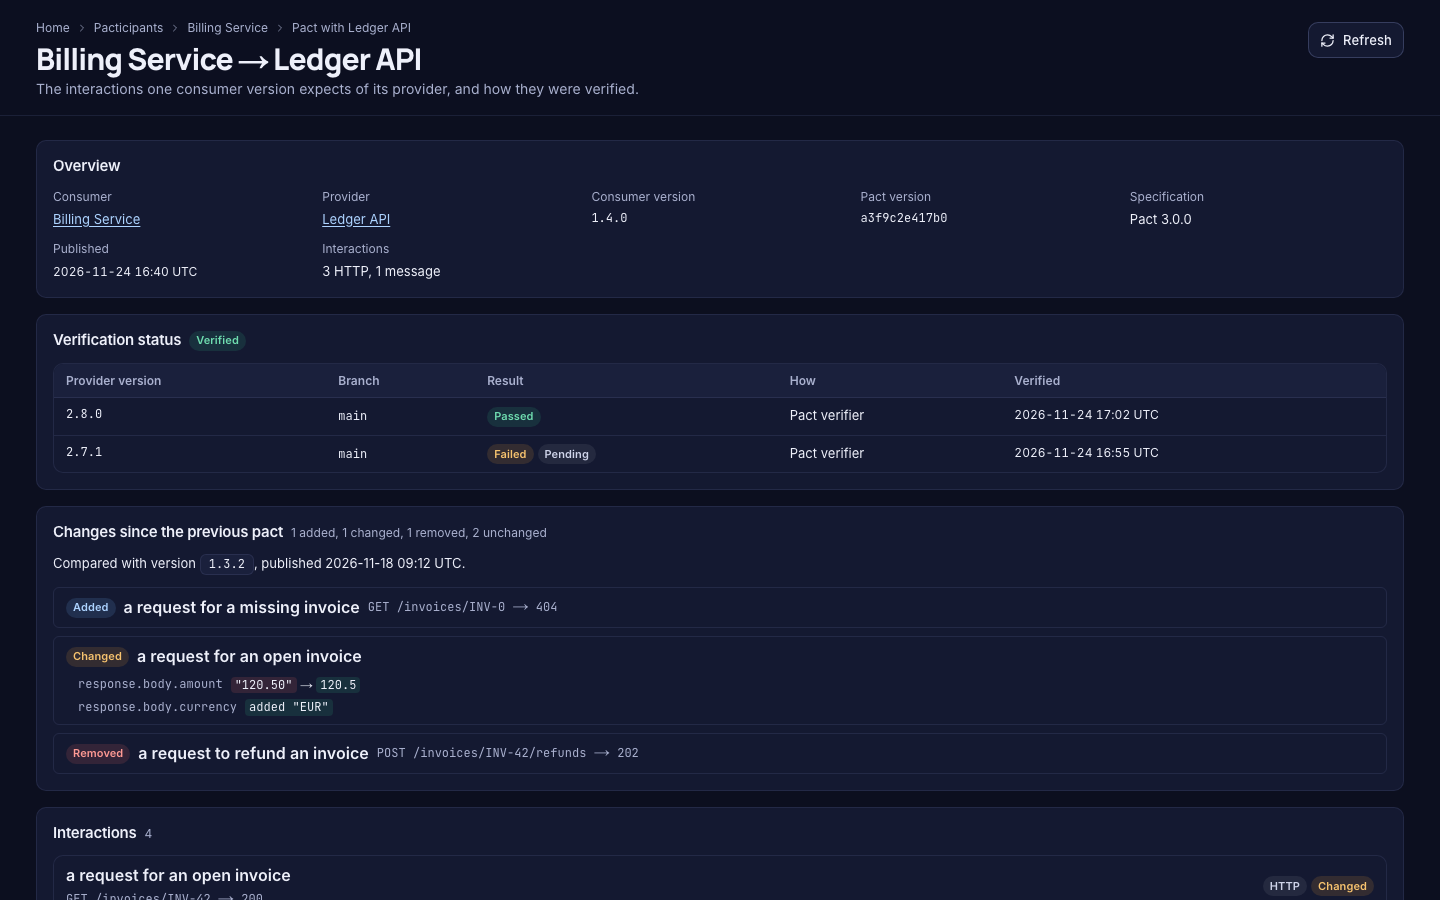 Home > Pacticipants > Billing Service > Pact with Ledger API
Billing Service → Ledger API
The interactions one consumer version expects of its provider, and how they were verified.
Refresh
Overview
Consumer Provider Consumer version Pact version Specification
Billing Service Ledger API 1.4.0 a3f9c2e417b0 Pact 3.0.0
Published Interactions
2026-11-24 16:40 UTC 3 HTTP, 1 message
Verification status Verified
Provider version Branch Result How Verified
2.8.0 main Passed Pact verifier 2026-11-24 17:02 UTC
2.7.1 main Failed Pending Pact verifier 2026-11-24 16:55 UTC
Changes since the previous pact 1 added, 1 changed, 1 removed, 2 unchanged
Compared with version 1.3.2, published 2026-11-18 09:12 UTC.
Added a request for a missing invoice GET /invoices/INV-0 → 404
Changed a request for an open invoice
response.body.amount "120.50" → 120.5
response.body.currency added "EUR"
Removed a request to refund an invoice POST /invoices/INV-42/refunds → 202
Interactions 4
a request for an open invoice
HTTP Changed
GET /invoices/INV-42 → 200